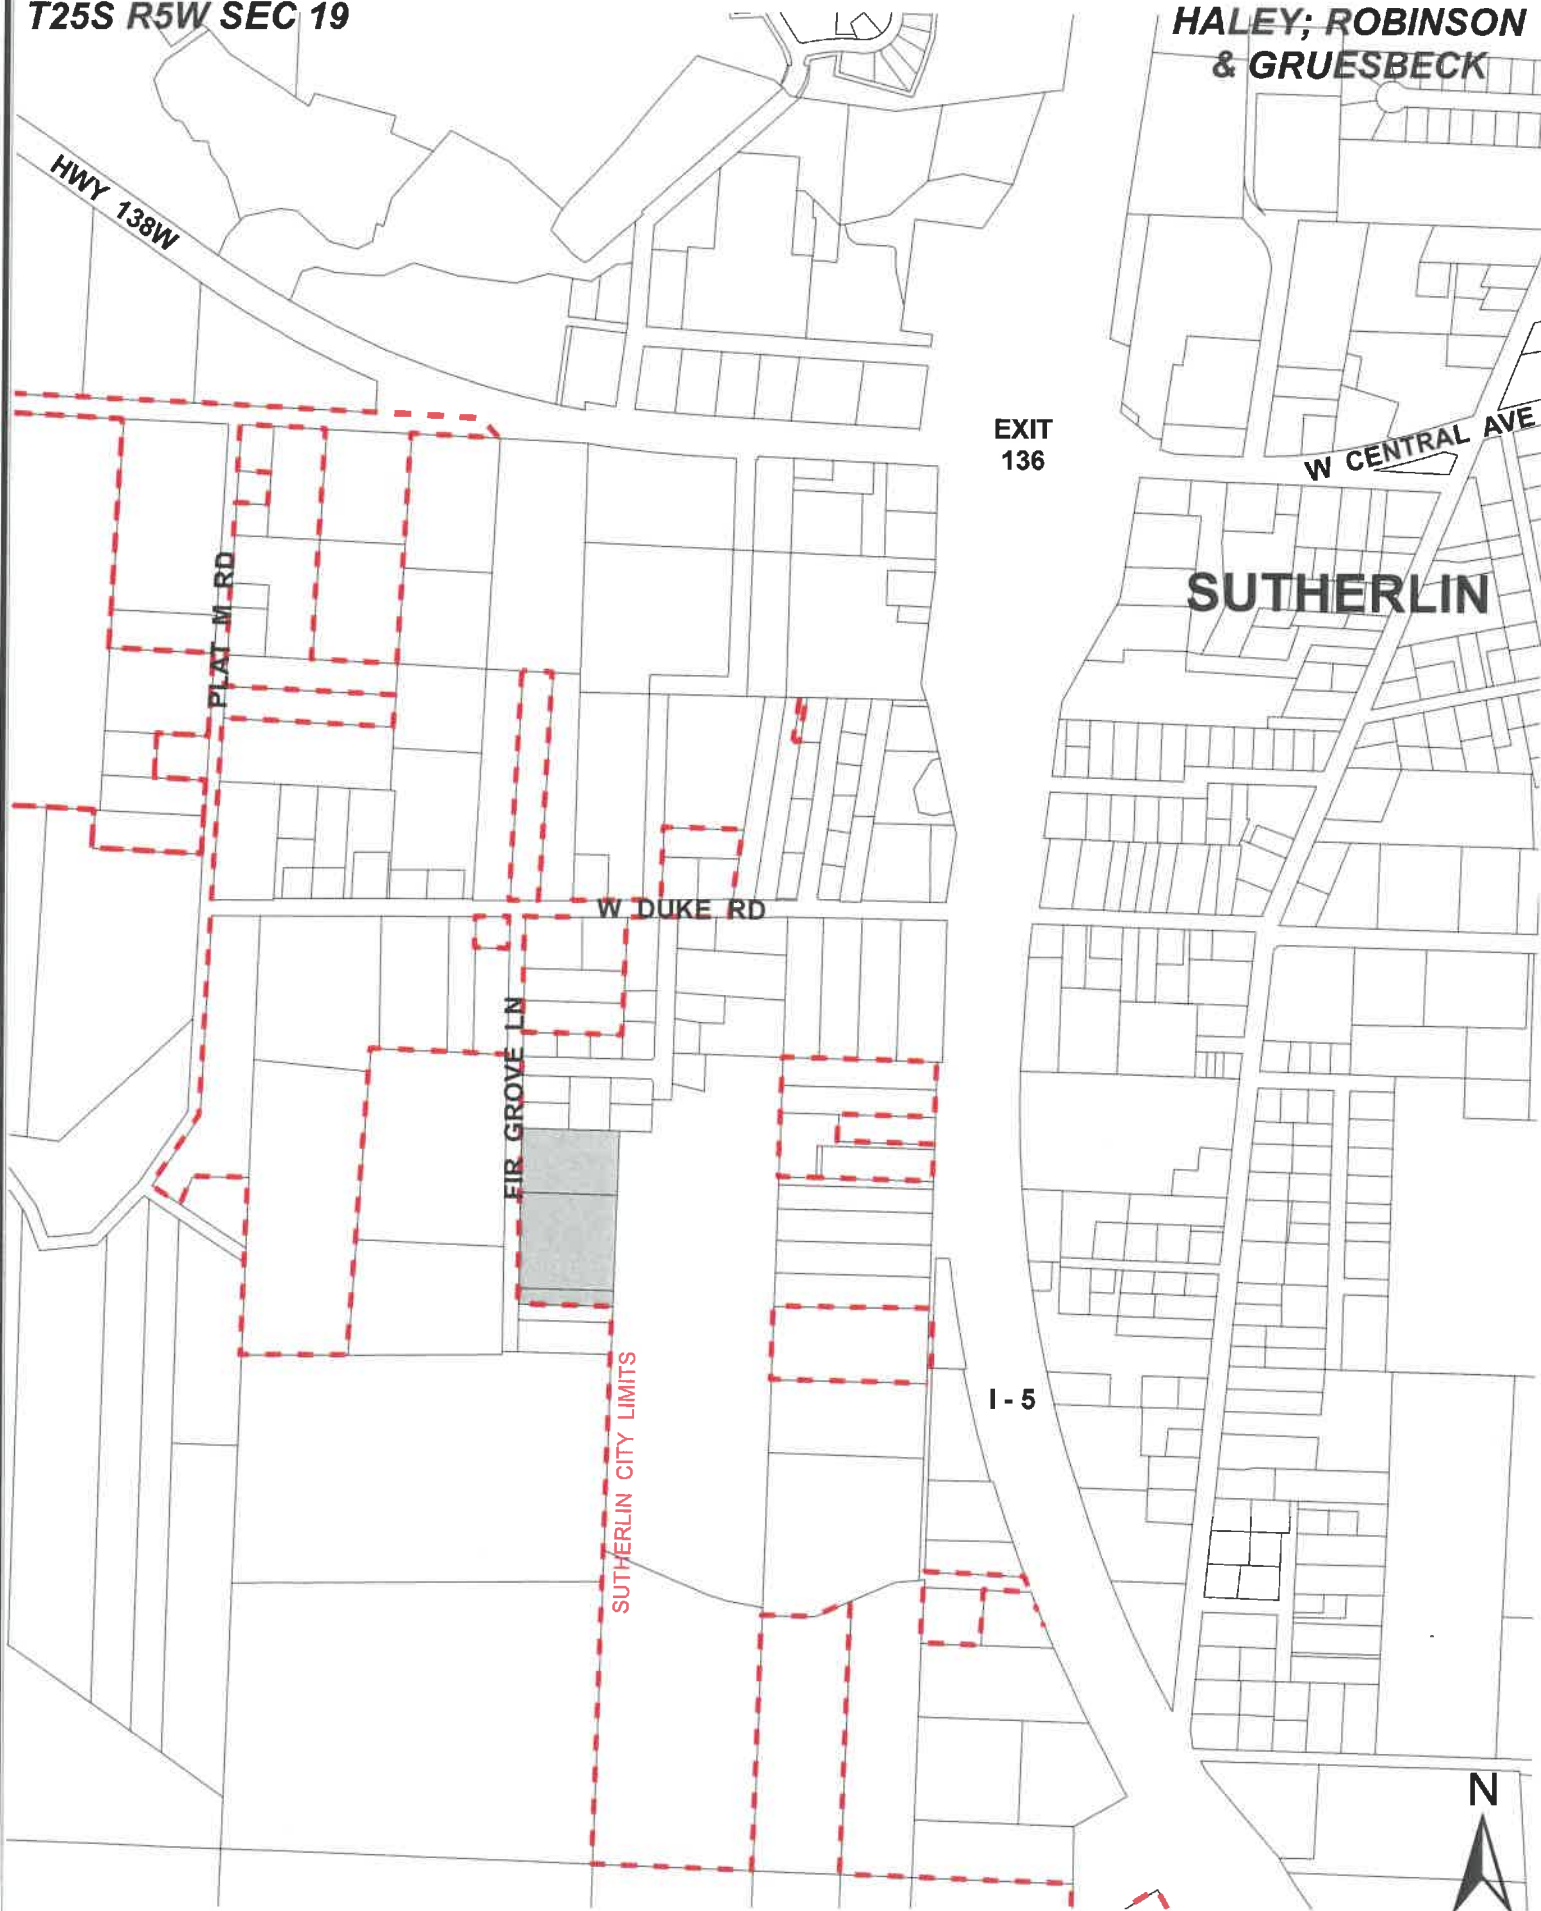 T25S R5W SEC 19
HALEY; ROBINSON
& GRUESBECK
HWY 138W
EXIT
136
W CENTRAL AVE
SUTHERLIN
PLAT M RD
W DUKE RD
FIR GROVE LN
I - 5
SUTHERLIN CITY LIMITS
N